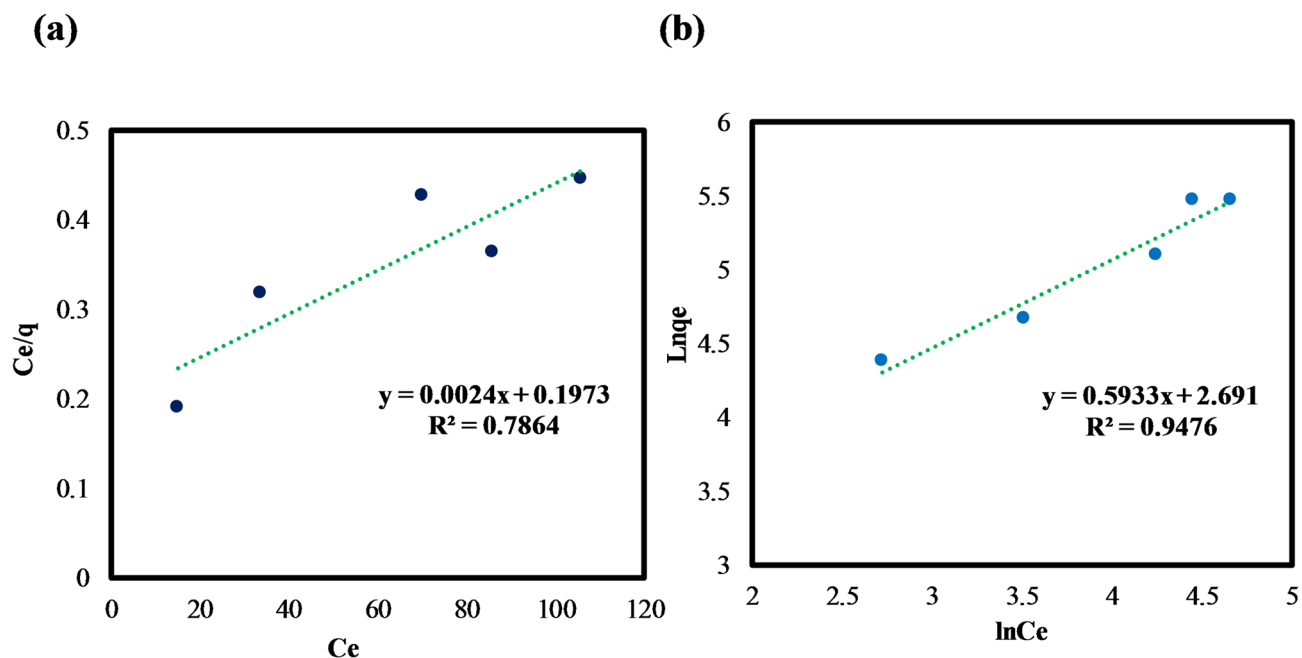 (a)
(b)
0.5
0.4
0.3
0.2
0.1
0
0
20
40
60
80
100
120
Ce/q
Ce
y = 0.0024x + 0.1973
R² = 0.7864
6
5.5
5
4.5
4
3.5
3
2
2.5
3
3.5
4
4.5
5
Lnqe
lnCe
y = 0.5933x + 2.691
R² = 0.9476